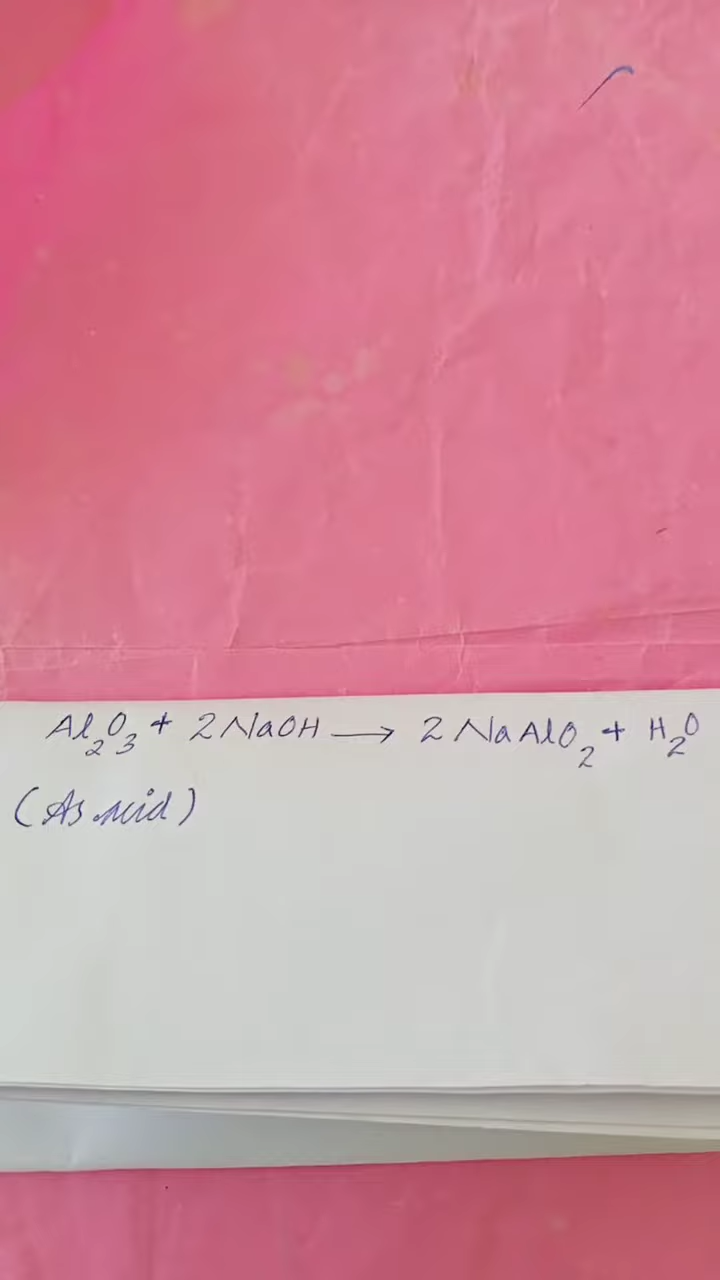 Al₂O₃ + 2NaOH ⟶ 2NaAlO₂ + H₂O
(As acid)